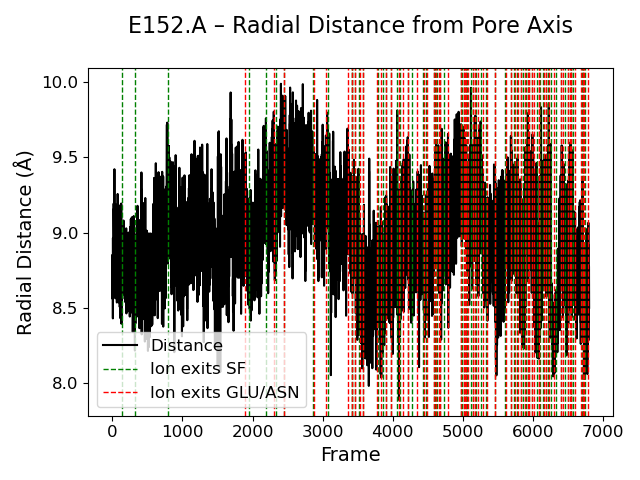 E152.A – Radial Distance from Pore Axis
Radial Distance (Å)
10.0
9.5
9.0
8.5
8.0
Distance
Ion exits SF
Ion exits GLU/ASN
0 1000 2000 3000 4000 5000 6000 7000
Frame